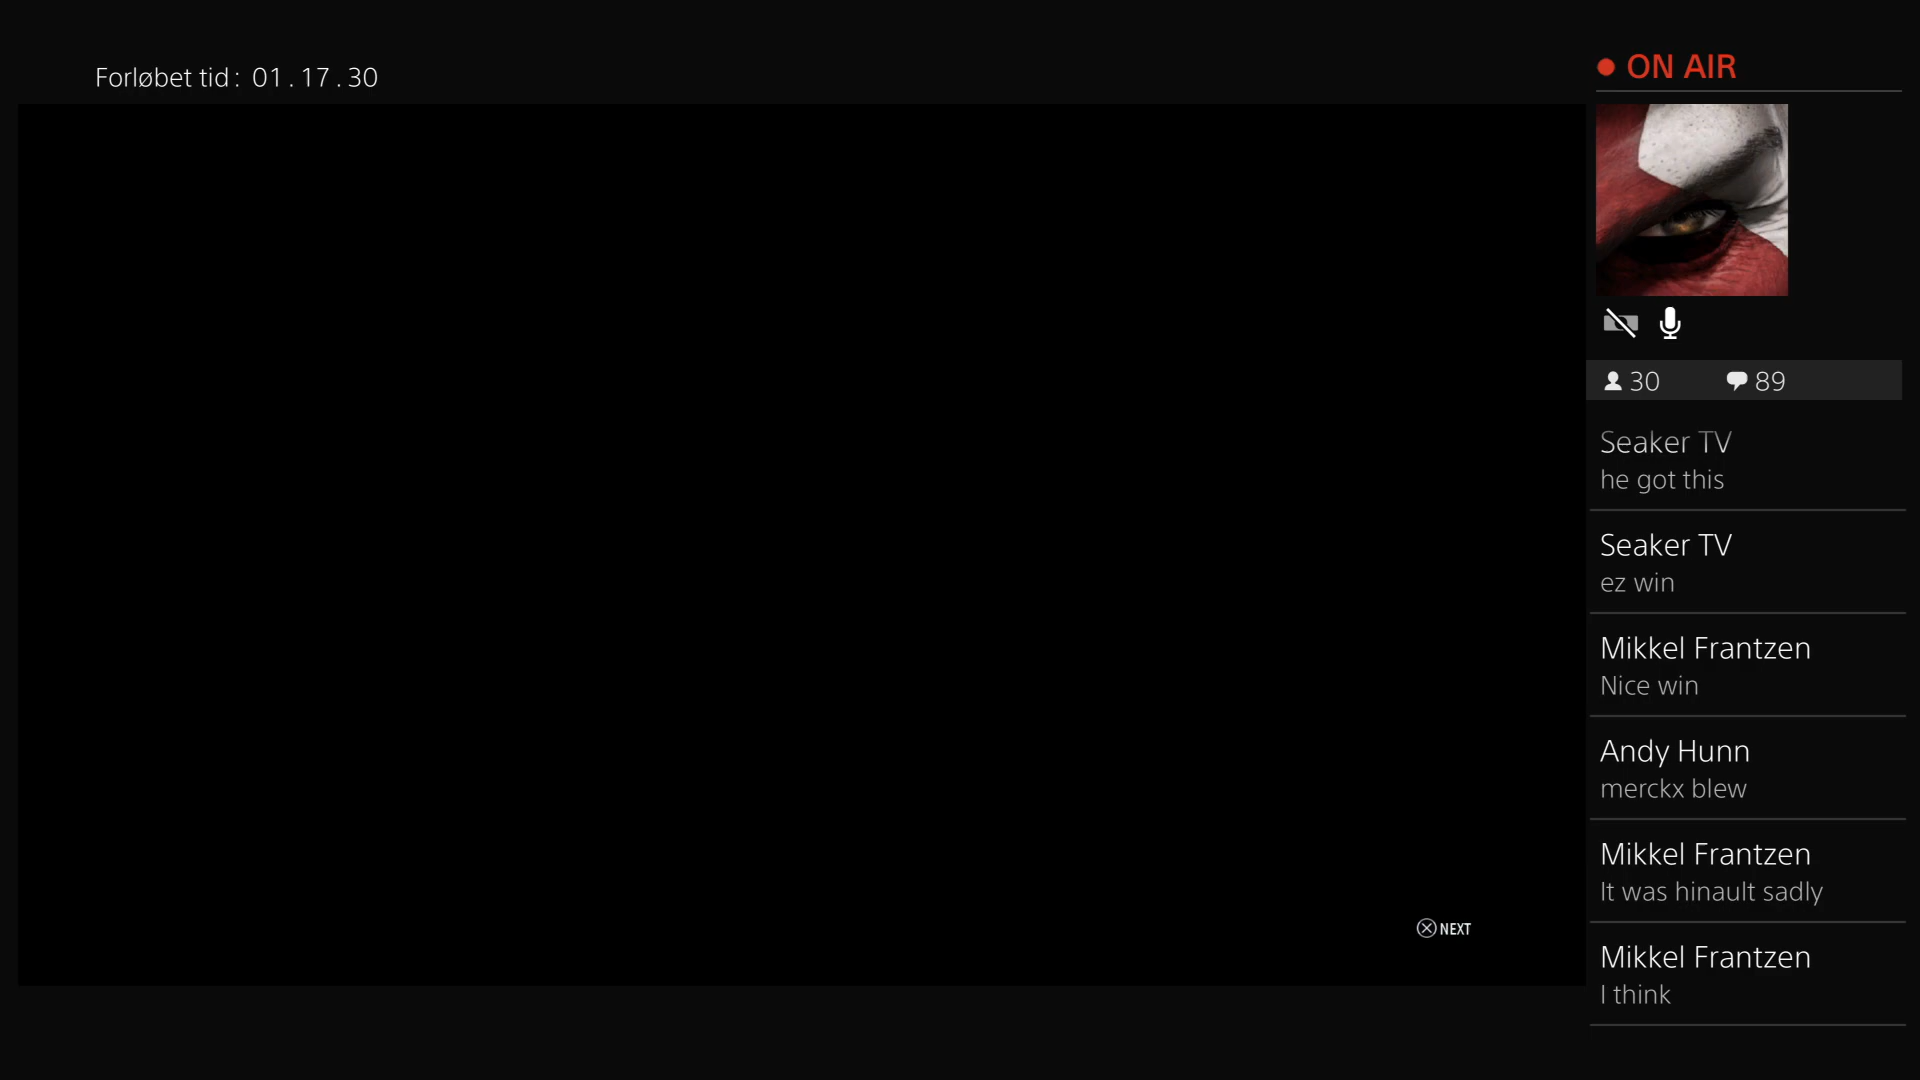 Forløbet tid: 01.17.30
ON AIR
30 89
Seaker TV
he got this
Seaker TV
ez win
Mikkel Frantzen
Nice win
Andy Hunn
merckx blew
Mikkel Frantzen
It was hinault sadly
Mikkel Frantzen
I think
NEXT